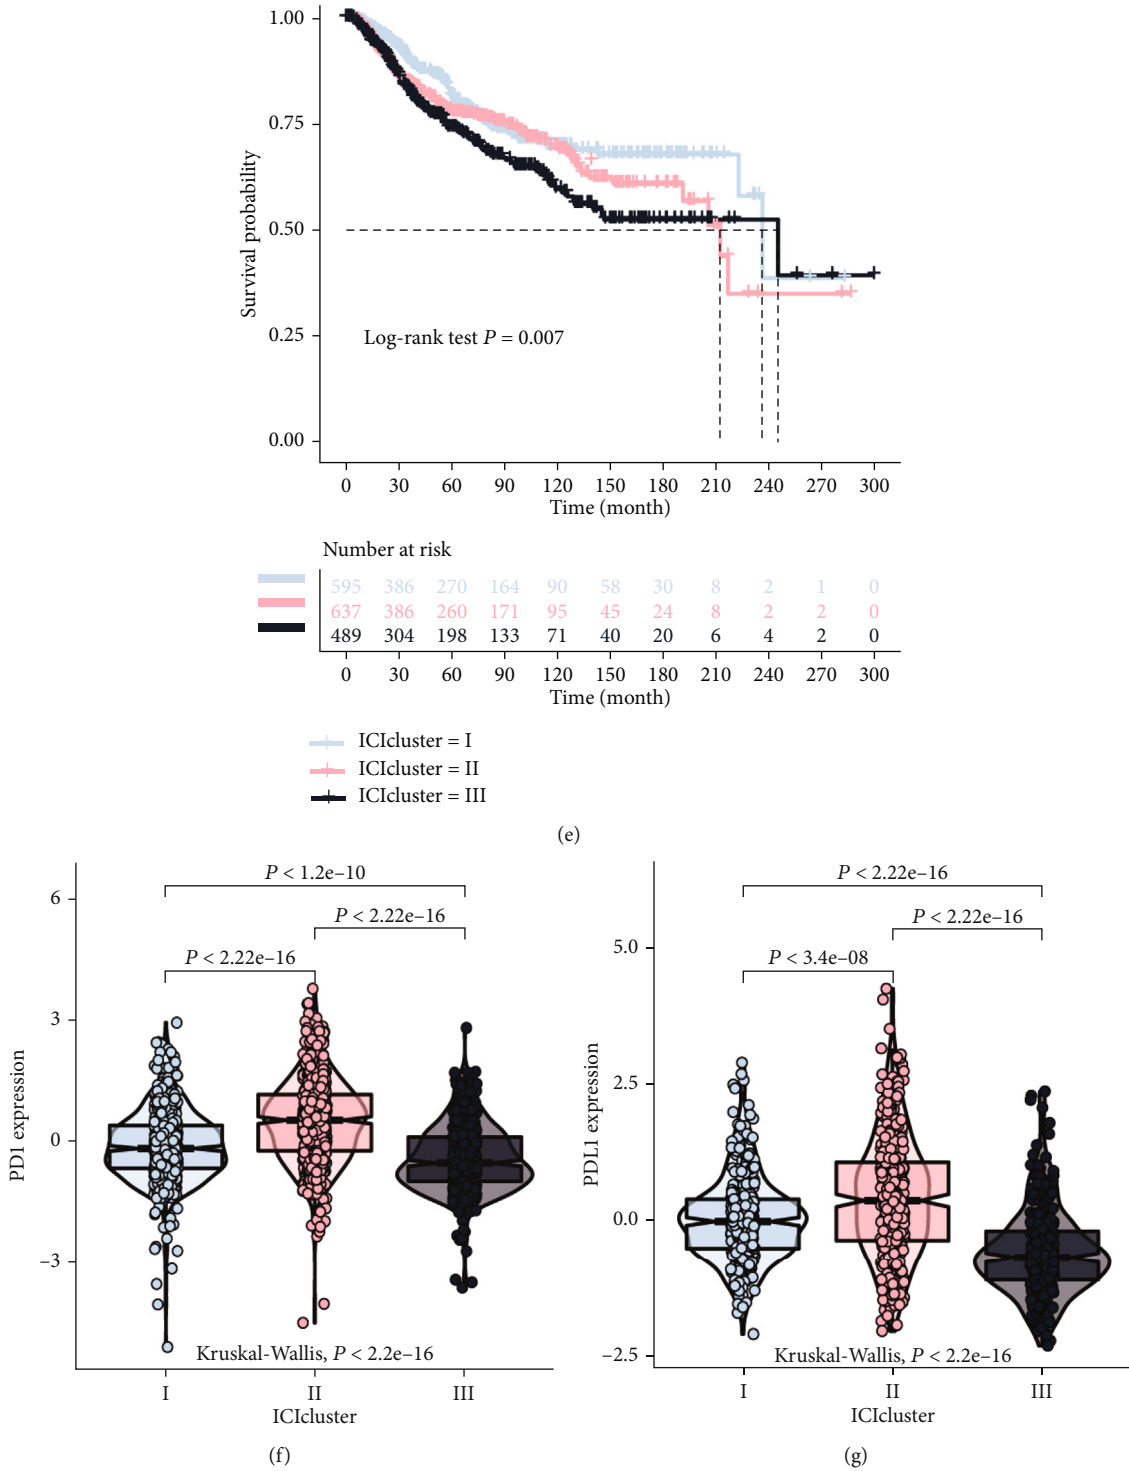 1.00
0.75
0.50
0.25
0.00
Survival probability
Log-rank test P = 0.007
0 30 60 90 120 150 180 210 240 270 300
Time (month)
Number at risk
595 386 270 164 90 58 30 8 2 1 0
637 386 260 171 95 45 24 8 2 2 0
489 304 198 133 71 40 20 6 4 2 0
0 30 60 90 120 150 180 210 240 270 300
Time (month)
ICIcluster = I
ICIcluster = II
ICIcluster = III
(e)
P < 1.2e–10
P < 2.22e–16
P < 2.22e–16
6
3
0
–3
PD1 expression
Kruskal-Wallis, P < 2.2e–16
I II III
ICIcluster
(f)
P < 2.22e–16
P < 2.22e–16
P < 3.4e–08
5.0
2.5
0.0
–2.5
PDL1 expression
Kruskal-Wallis, P < 2.2e–16
I II III
ICIcluster
(g)